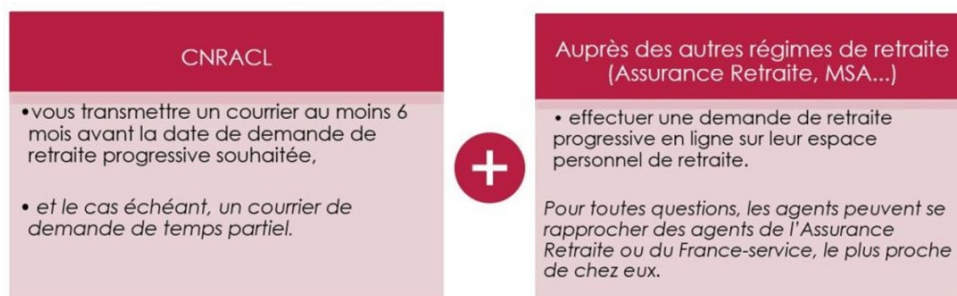 CNRACL
•vous transmettre un courrier au moins 6
mois avant la date de demande de
retraite progressive souhaitée,
• et le cas échéant, un courrier de
demande de temps partiel.
+
Auprès des autres régimes de retraite
(Assurance Retraite, MSA...)
• effectuer une demande de retraite
progressive en ligne sur leur espace
personnel de retraite.
Pour toutes questions, les agents peuvent se
rapprocher des agents de l'Assurance
Retraite ou du France-service, le plus proche
de chez eux.